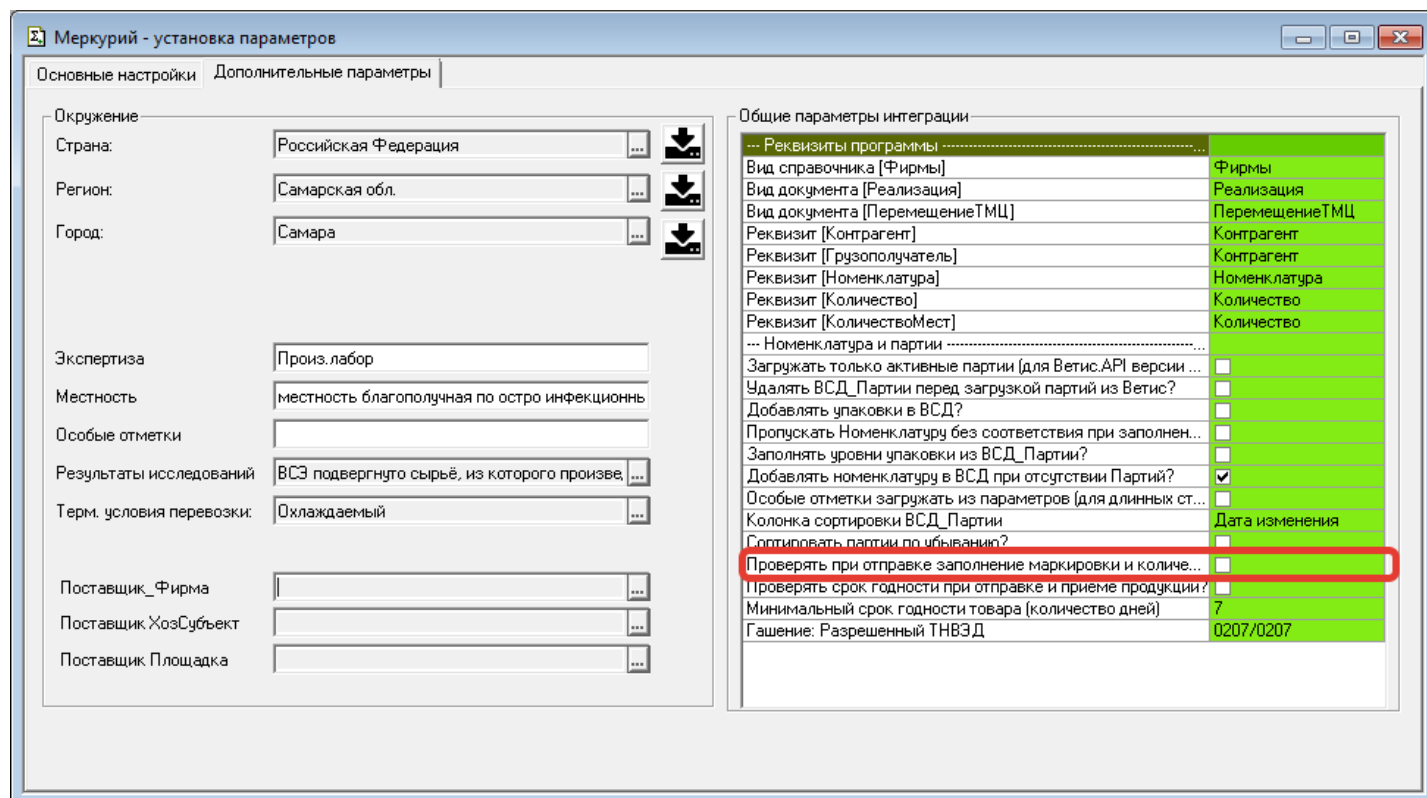 Меркурий - установка параметров
Основные настройки Дополнительные параметры
Окружение
Страна: Российская Федерация ...
Регион: Самарская обл. ...
Город: Самара ...
Экспертиза Произ.лабор
Местность местность благополучная по остро инфекционнь
Особые отметки
Результаты исследований ВСЭ подвергнуто сырьё, из которого произве, ...
Терм. условия перевозки: Охлаждаемый ...
Поставщик_Фирма ...
Поставщик ХозСубъект ...
Поставщик Площадка ...
Общие параметры интеграции
--- Реквизиты программы ---...
Вид справочника [Фирмы] Фирмы
Вид документа [Реализация] Реализация
Вид документа [ПеремещениеТМЦ] ПеремещениеТМЦ
Реквизит [Контрагент] Контрагент
Реквизит [Грузополучатель] Контрагент
Реквизит [Номенклатура] Номенклатура
Реквизит [Количество] Количество
Реквизит [КоличествоМест] Количество
--- Номенклатура и партии ---...
Загружать только активные партии (для Ветис.API версии ...
Удалять ВСД_Партии перед загрузкой партий из Ветис?
Добавлять упаковки в ВСД?
Пропускать Номенклатуру без соответствия при заполнен...
Заполнять уровни упаковки из ВСД_Партии?
Добавлять номенклатуру в ВСД при отсутствии Партий?
Особые отметки загружать из параметров (для длинных ст...
Колонка сортировки ВСД_Партии Дата изменения
Сортировать партии по убыванию?
Проверять при отправке заполнение маркировки и количе...
Проверять срок годности при отправке и приеме продукции?
Минимальный срок годности товара (количество дней) 7
Гашение: Разрешенный ТНВЭД 0207/0207